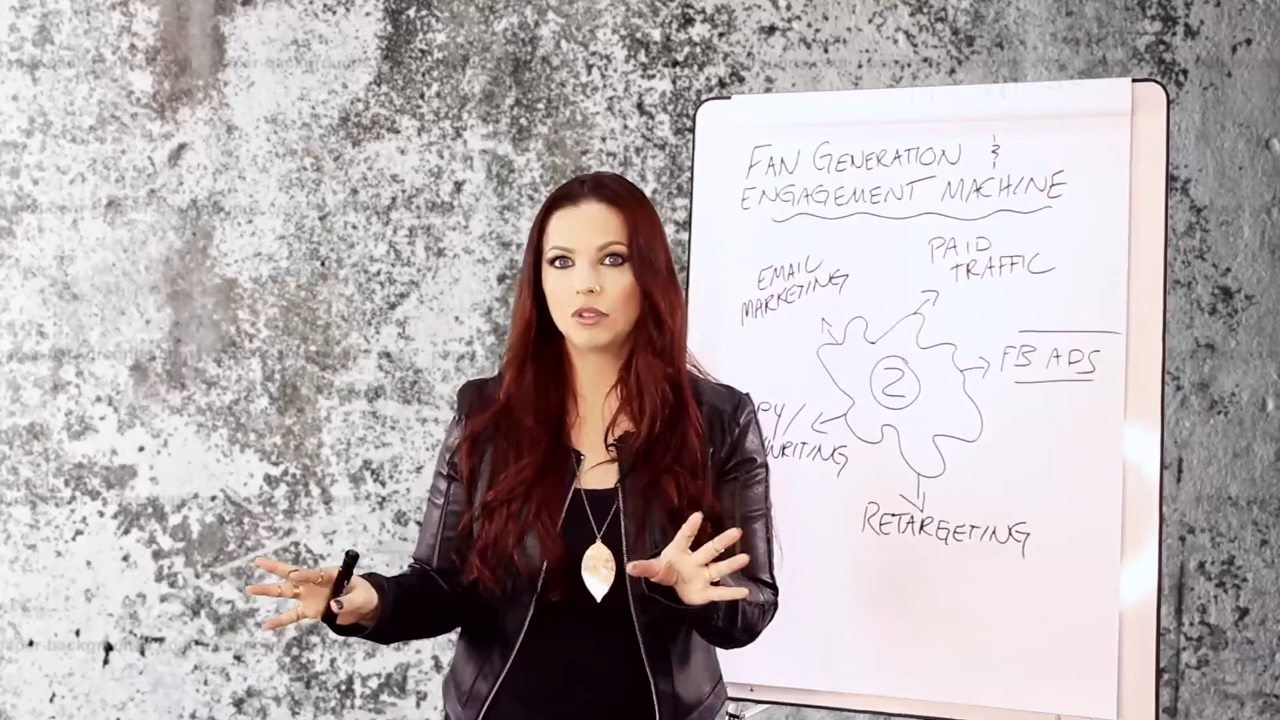 FAN GENERATION &
ENGAGEMENT MACHINE
PAID
TRAFFIC
EMAIL
MARKETING
2
FB ADS
PY/
WRITING
RETARGETING